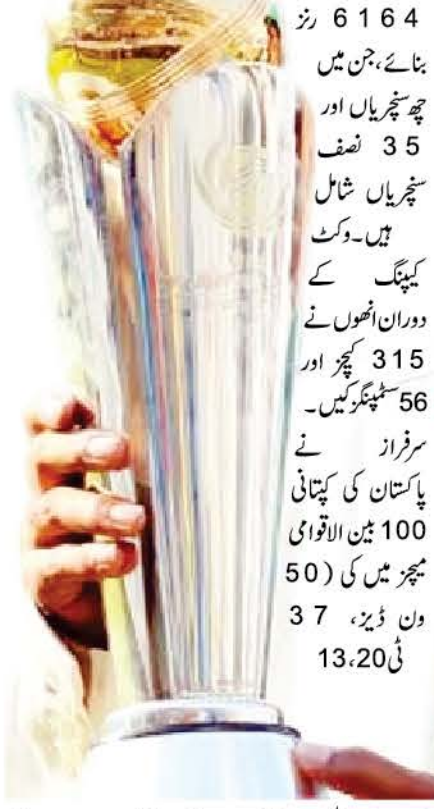 6164 رنز
بنائے، جن میں
چھ سنچریاں اور
35 نصف
سنچریاں شامل
ہیں۔ وکٹ
کیپنگ کے
دوران انھوں نے
315 کیچز اور
56 سٹمپنگز کیں۔
سرفراز نے
پاکستان کی کپتانی
100 بین الاقوامی
میچز میں کی (50
ون ڈیز، 37
ٹی20، 13